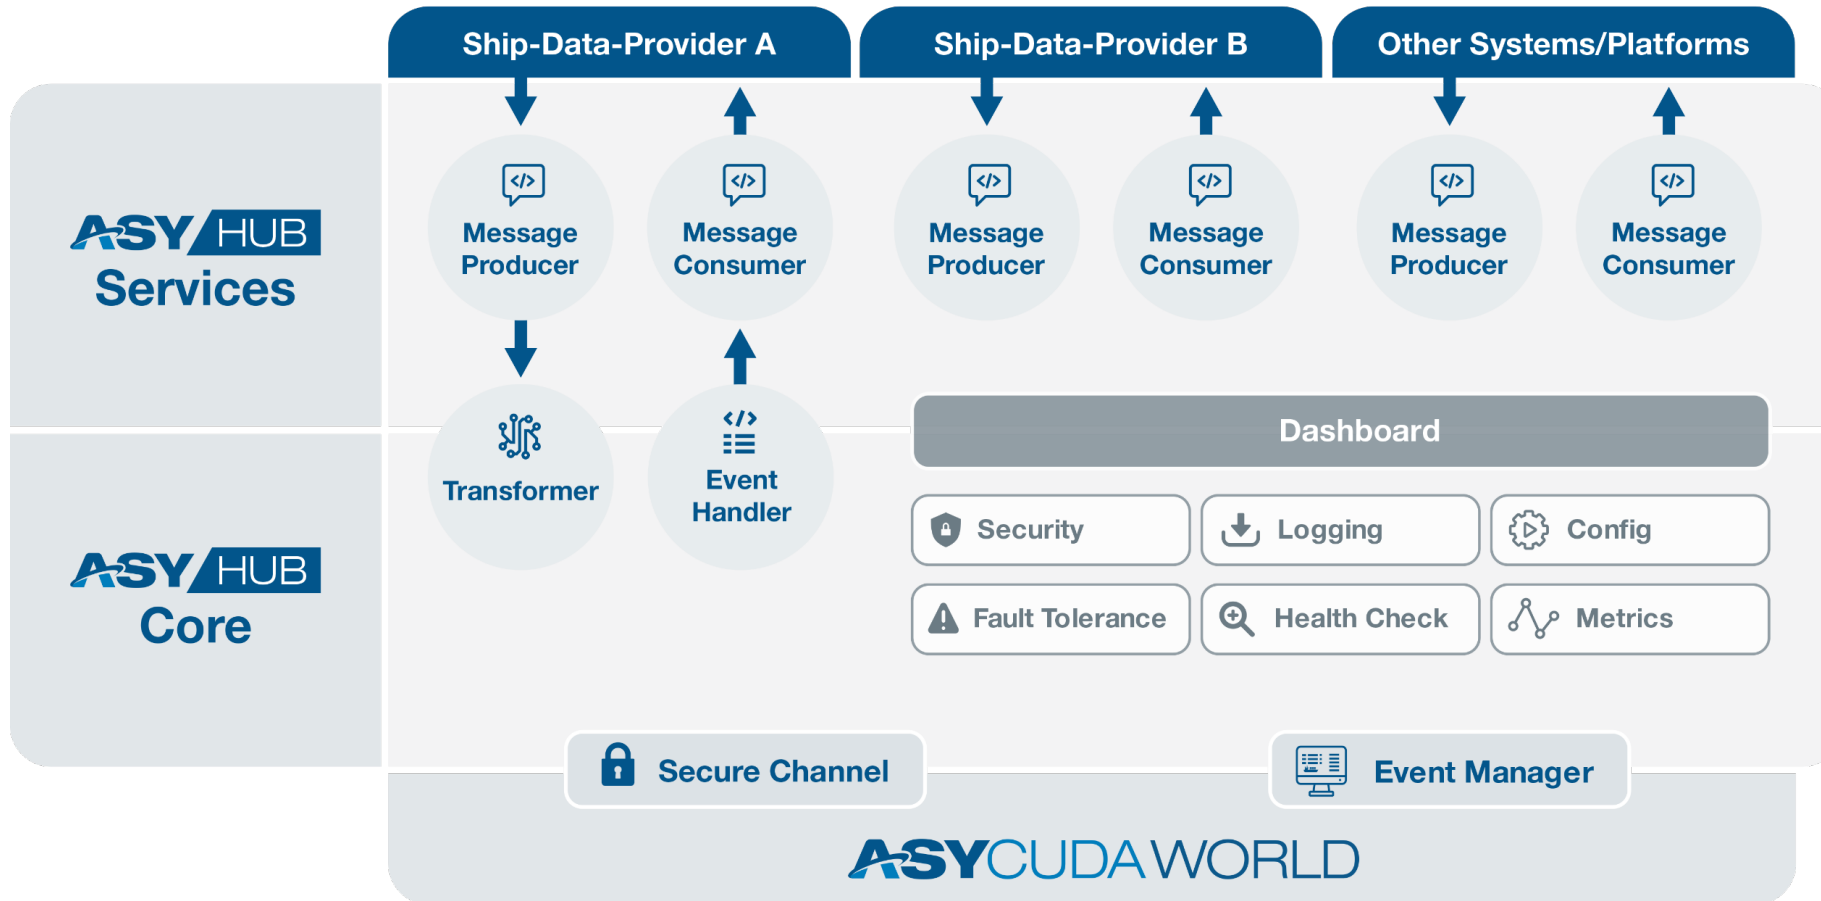 Ship-Data-Provider A
Ship-Data-Provider B
Other Systems/Platforms
ASY/HUB
Services
</>
Message
Producer
</>
Message
Consumer
</>
Message
Producer
</>
Message
Consumer
</>
Message
Producer
</>
Message
Consumer
Transformer
</>
Event
Handler
Dashboard
Security
Logging
Config
Fault Tolerance
Health Check
Metrics
ASY/HUB
Core
Secure Channel
Event Manager
ASYCUDAWORLD